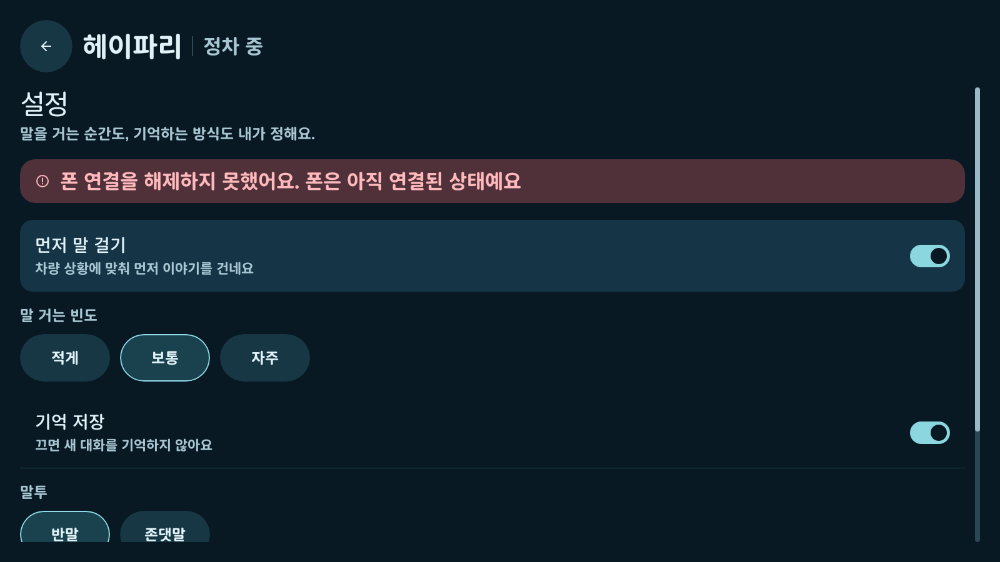 헤이파리
정차 중
설정
말을 거는 순간도, 기억하는 방식도 내가 정해요.
폰 연결을 해제하지 못했어요. 폰은 아직 연결된 상태예요
먼저 말 걸기
차량 상황에 맞춰 먼저 이야기를 건네요
말 거는 빈도
적게
보통
자주
기억 저장
끄면 새 대화를 기억하지 않아요
말투
반말
존댓말